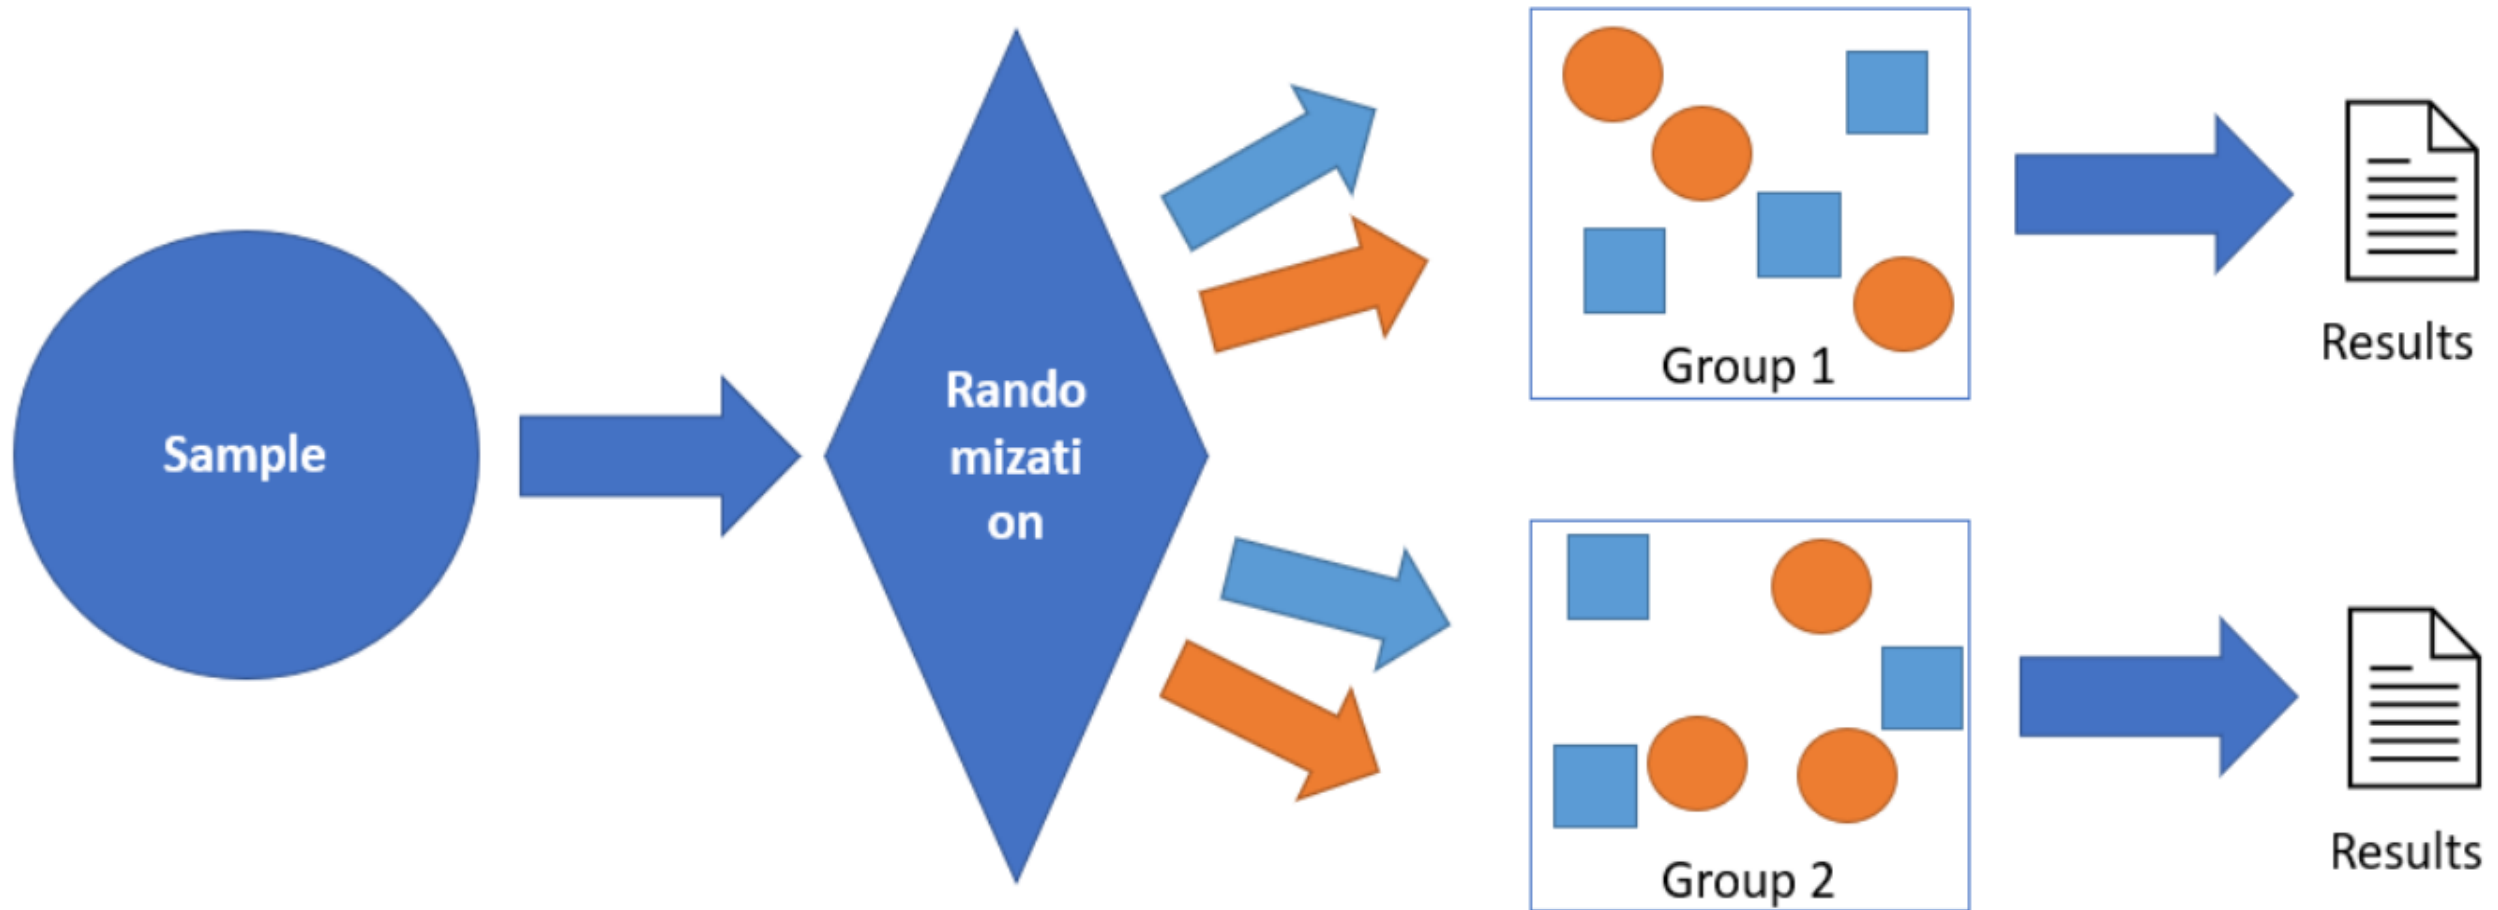 Sample
Rando
mizati
on
Group 1
Results
Group 2
Results